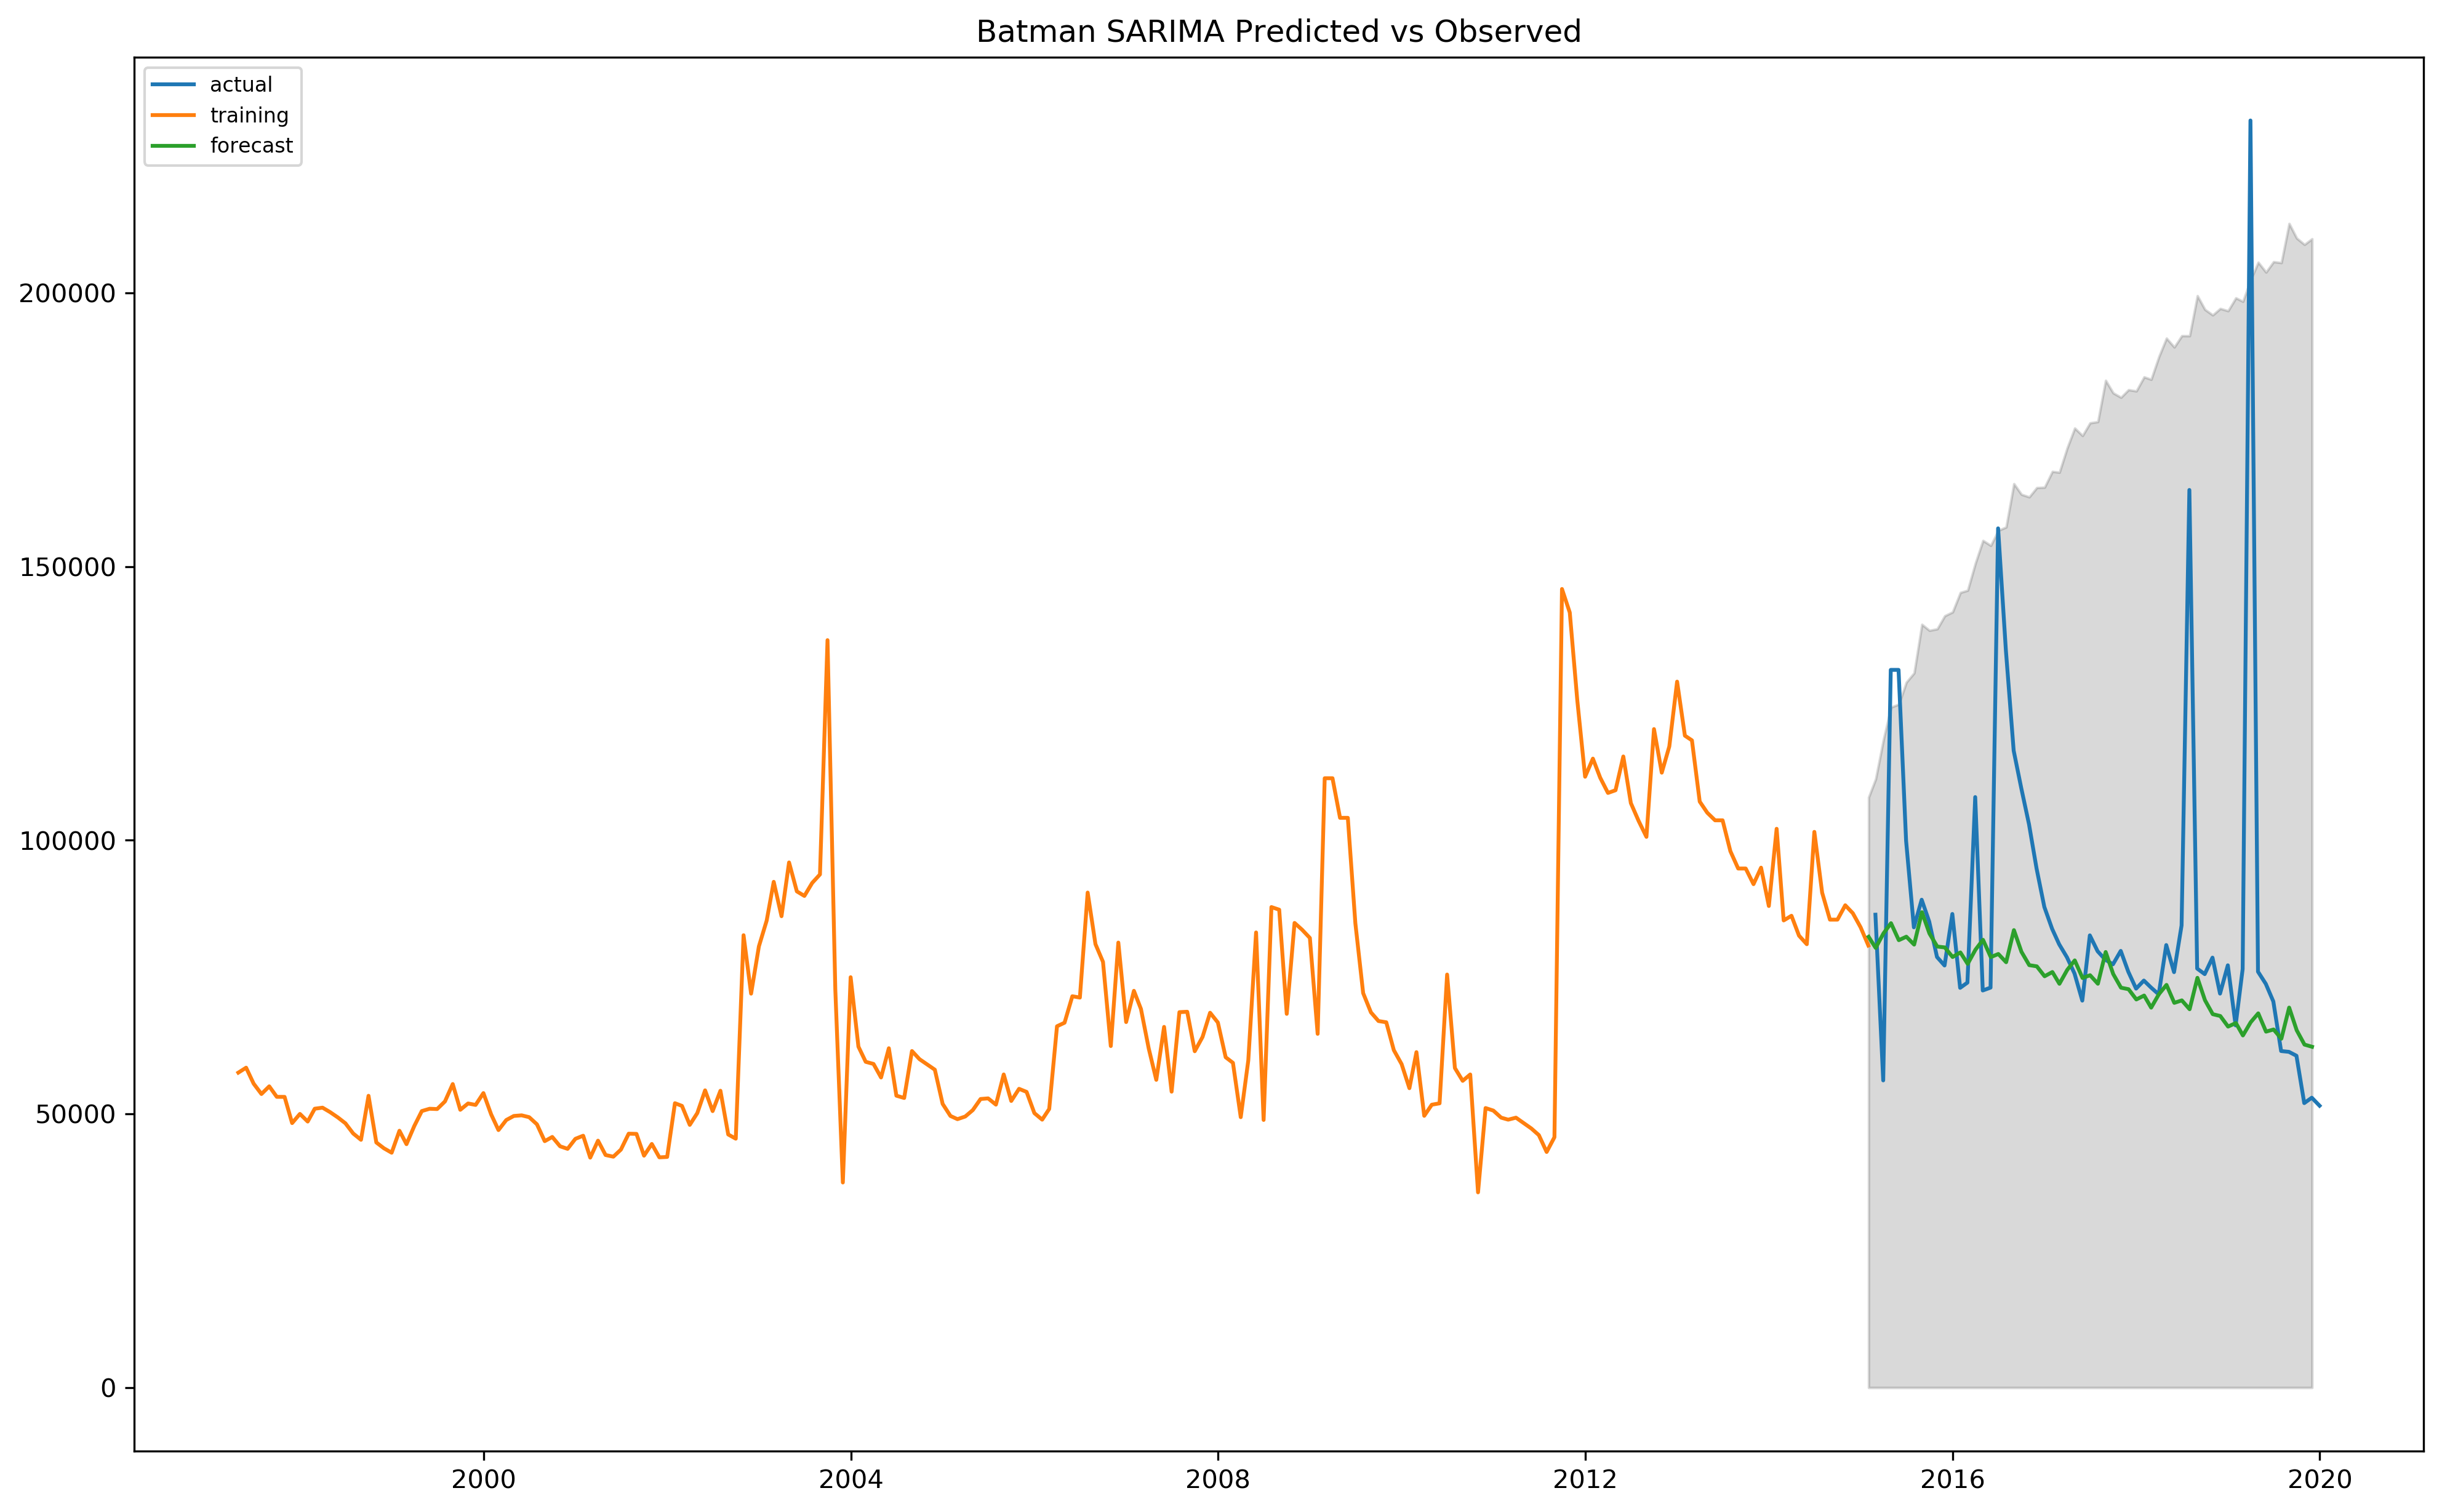 Batman SARIMA Predicted vs Observed
actual
training
forecast
200000
150000
100000
50000
0
2000 2004 2008 2012 2016 2020